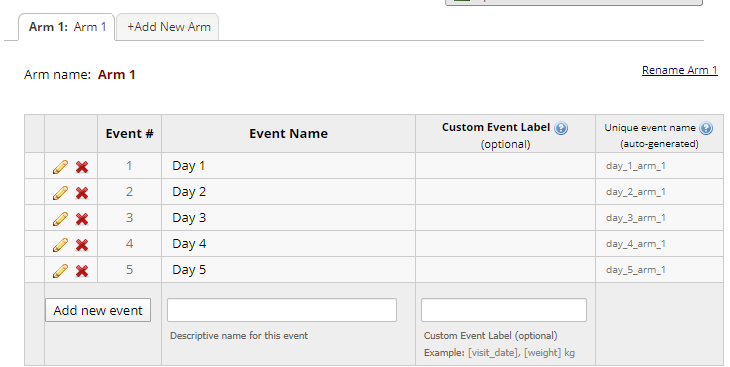 Arm 1: Arm 1
+Add New Arm
Arm name: Arm 1
Rename Arm 1
Event # Event Name Custom Event Label (optional) Unique event name (auto-generated)
1 Day 1 day_1_arm_1
2 Day 2 day_2_arm_1
3 Day 3 day_3_arm_1
4 Day 4 day_4_arm_1
5 Day 5 day_5_arm_1
Add new event
Descriptive name for this event
Custom Event Label (optional)
Example: [visit_date], [weight] kg